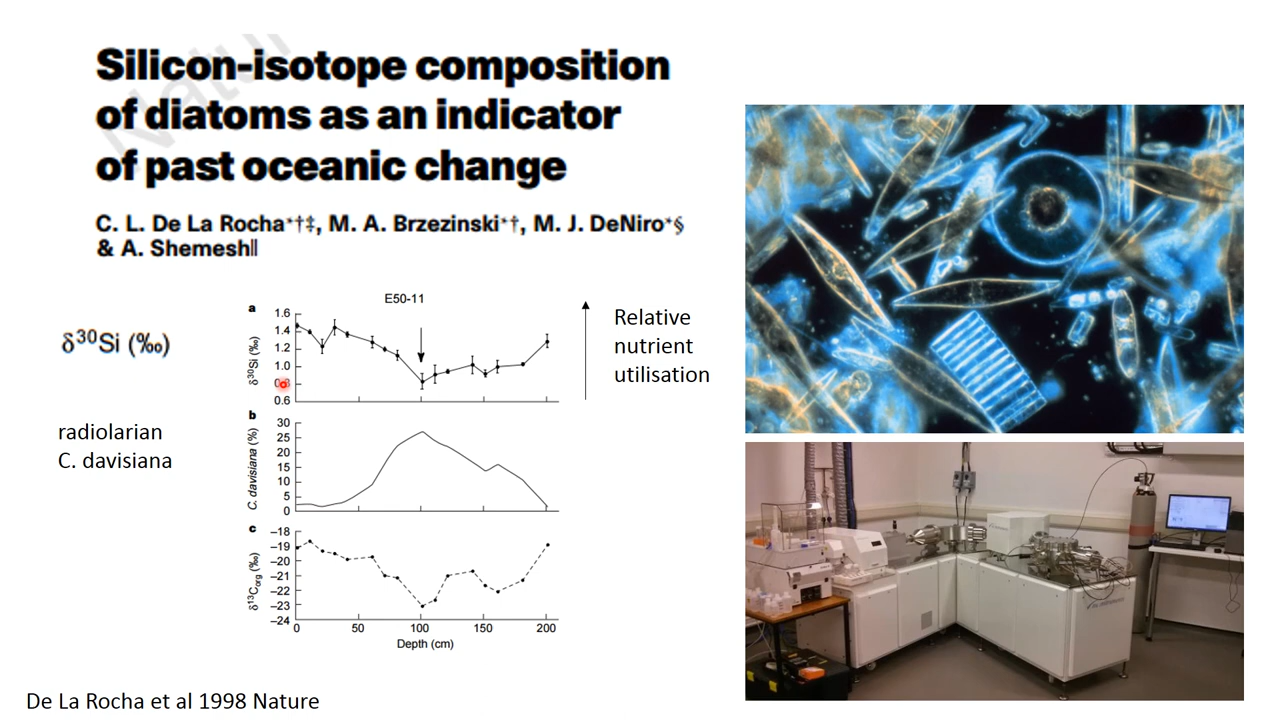 Silicon-isotope composition
of diatoms as an indicator
of past oceanic change
C. L. De La Rocha*†‡, M. A. Brzezinski*†, M. J. DeNiro*§
& A. Shemesh‖
δ³⁰Si (‰)
radiolarian
C. davisiana
E50-11
a
1.6
1.4
1.2
1.0
0.6
δ³⁰Si (‰)
Relative
nutrient
utilisation
b
30
25
20
15
10
5
0
C. davisiana (%)
c
−18
−19
−20
−21
−22
−23
−24
δ¹³Corg (‰)
0 50 100 150 200
Depth (cm)
De La Rocha et al 1998 Nature